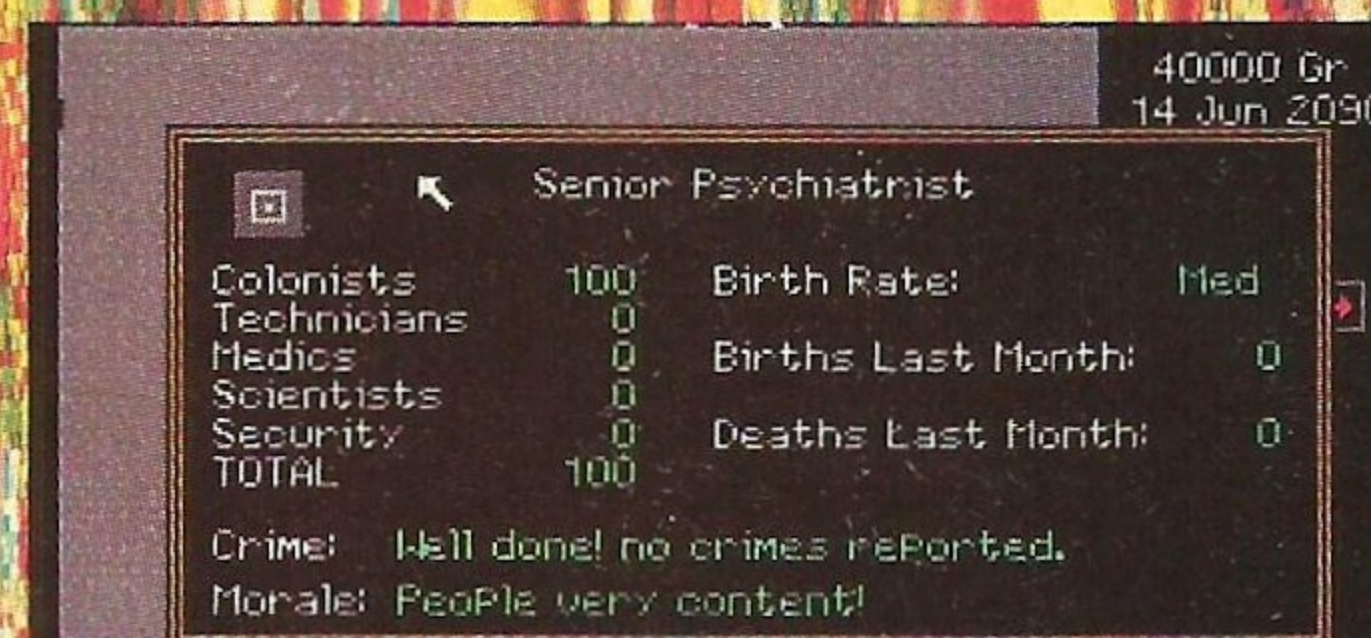 40000 Gr
14 Jun 2090
Senior Psychiatrist
Colonists 100 Birth Rate: Med
Technicians 0
Medics 0 Births Last Month: 0
Scientists 0
Security 0 Deaths Last Month: 0
TOTAL 100
Crime: Well done! no crimes rePorted.
Morale: PeoPle very content!